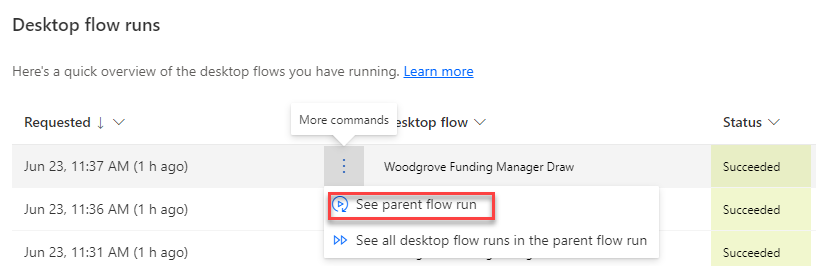 Desktop flow runs
Here's a quick overview of the desktop flows you have running. Learn more
More commands
Requested ↓ esktop flow Status
Jun 23, 11:37 AM (1 h ago) Woodgrove Funding Manager Draw Succeeded
See parent flow run
Jun 23, 11:36 AM (1 h ago) Succeeded
See all desktop flow runs in the parent flow run
Jun 23, 11:31 AM (1 h ago) Succeeded